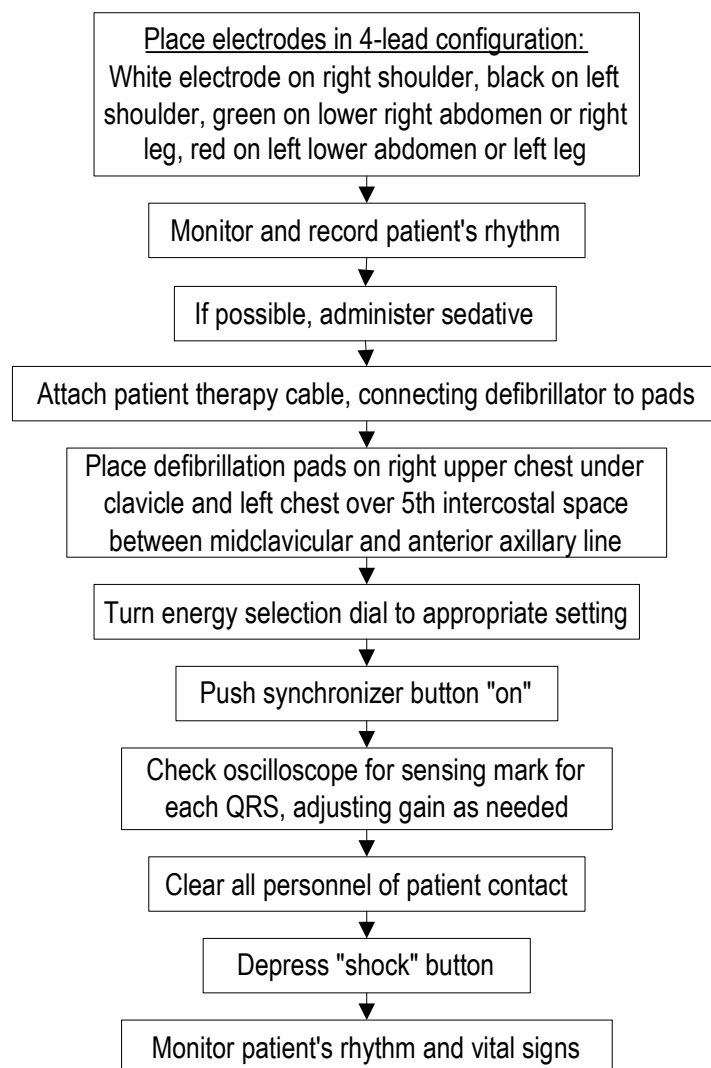 Place electrodes in 4-lead configuration:
White electrode on right shoulder, black on left
shoulder, green on lower right abdomen or right
leg, red on left lower abdomen or left leg
Monitor and record patient's rhythm
If possible, administer sedative
Attach patient therapy cable, connecting defibrillator to pads
Place defibrillation pads on right upper chest under
clavicle and left chest over 5th intercostal space
between midclavicular and anterior axillary line
Turn energy selection dial to appropriate setting
Push synchronizer button "on"
Check oscilloscope for sensing mark for
each QRS, adjusting gain as needed
Clear all personnel of patient contact
Depress "shock" button
Monitor patient's rhythm and vital signs